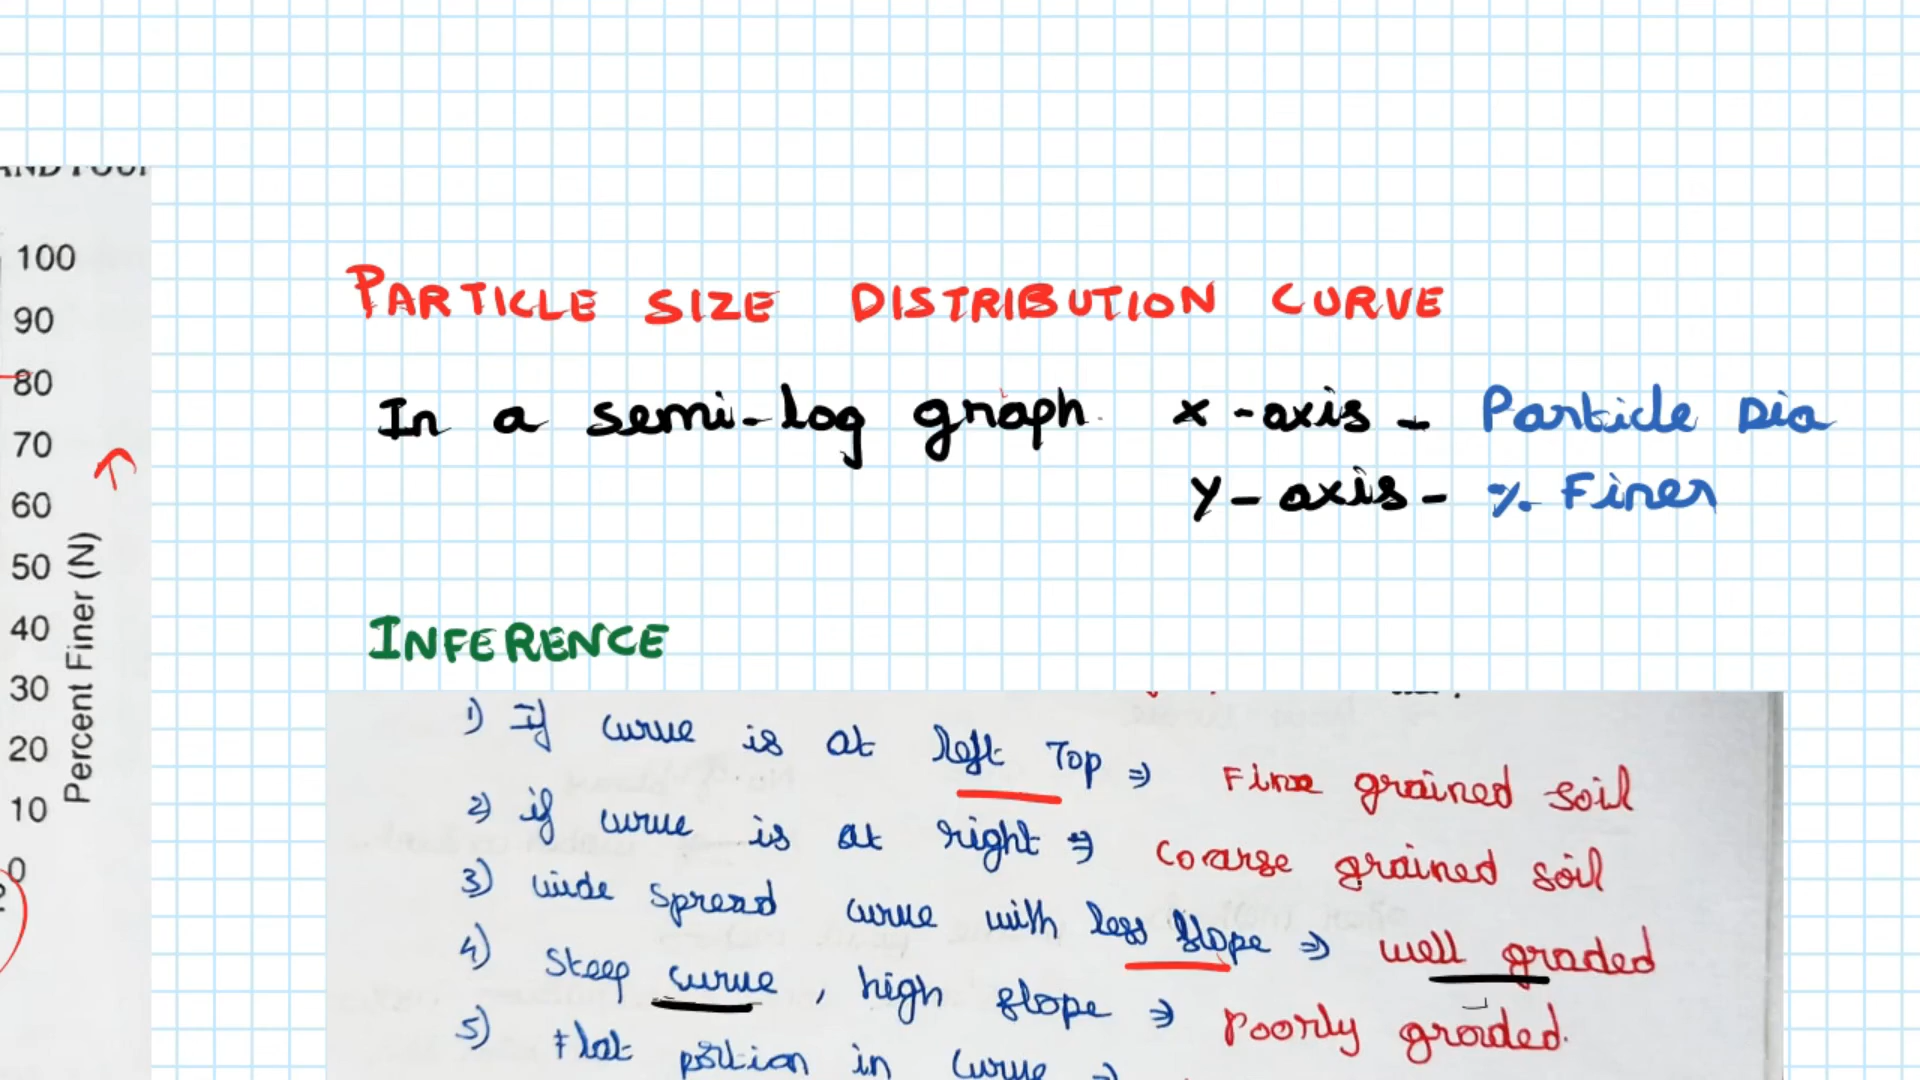 100
90
80
70
60
50
40
30
20
10
0
Percent Finer (N)
PARTICLE SIZE DISTRIBUTION CURVE
In a semi-log graph x-axis - Particle Dia
y-axis - % Finer
INFERENCE
1) If curve is at left Top ⇒ Fine grained soil
2) if curve is at right ⇒ coarse grained soil
3) wide spread curve with less slope ⇒ well graded
4) Steep curve, high slope ⇒ Poorly graded.
5) Flat portion in curve ⇒